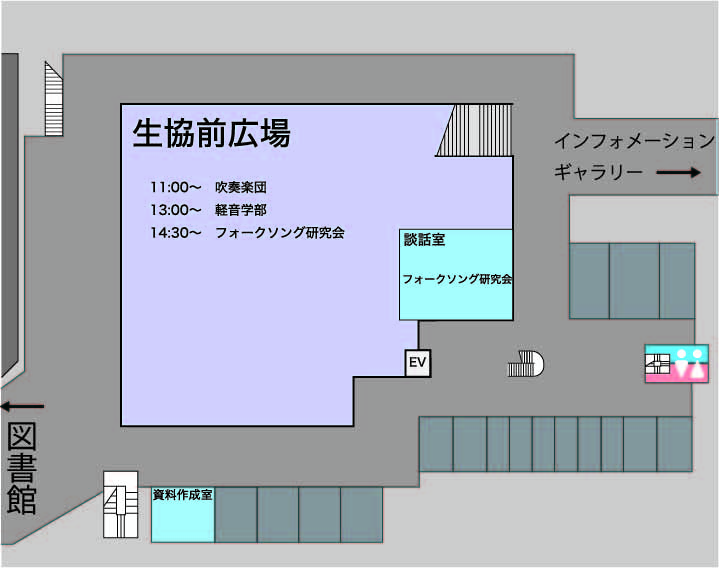 生協前広場
インフォメーション
ギャラリー
11:00〜 吹奏楽団
13:00〜 軽音学部
14:30〜 フォークソング研究会
談話室
フォークソング研究会
EV
図書館
資料作成室